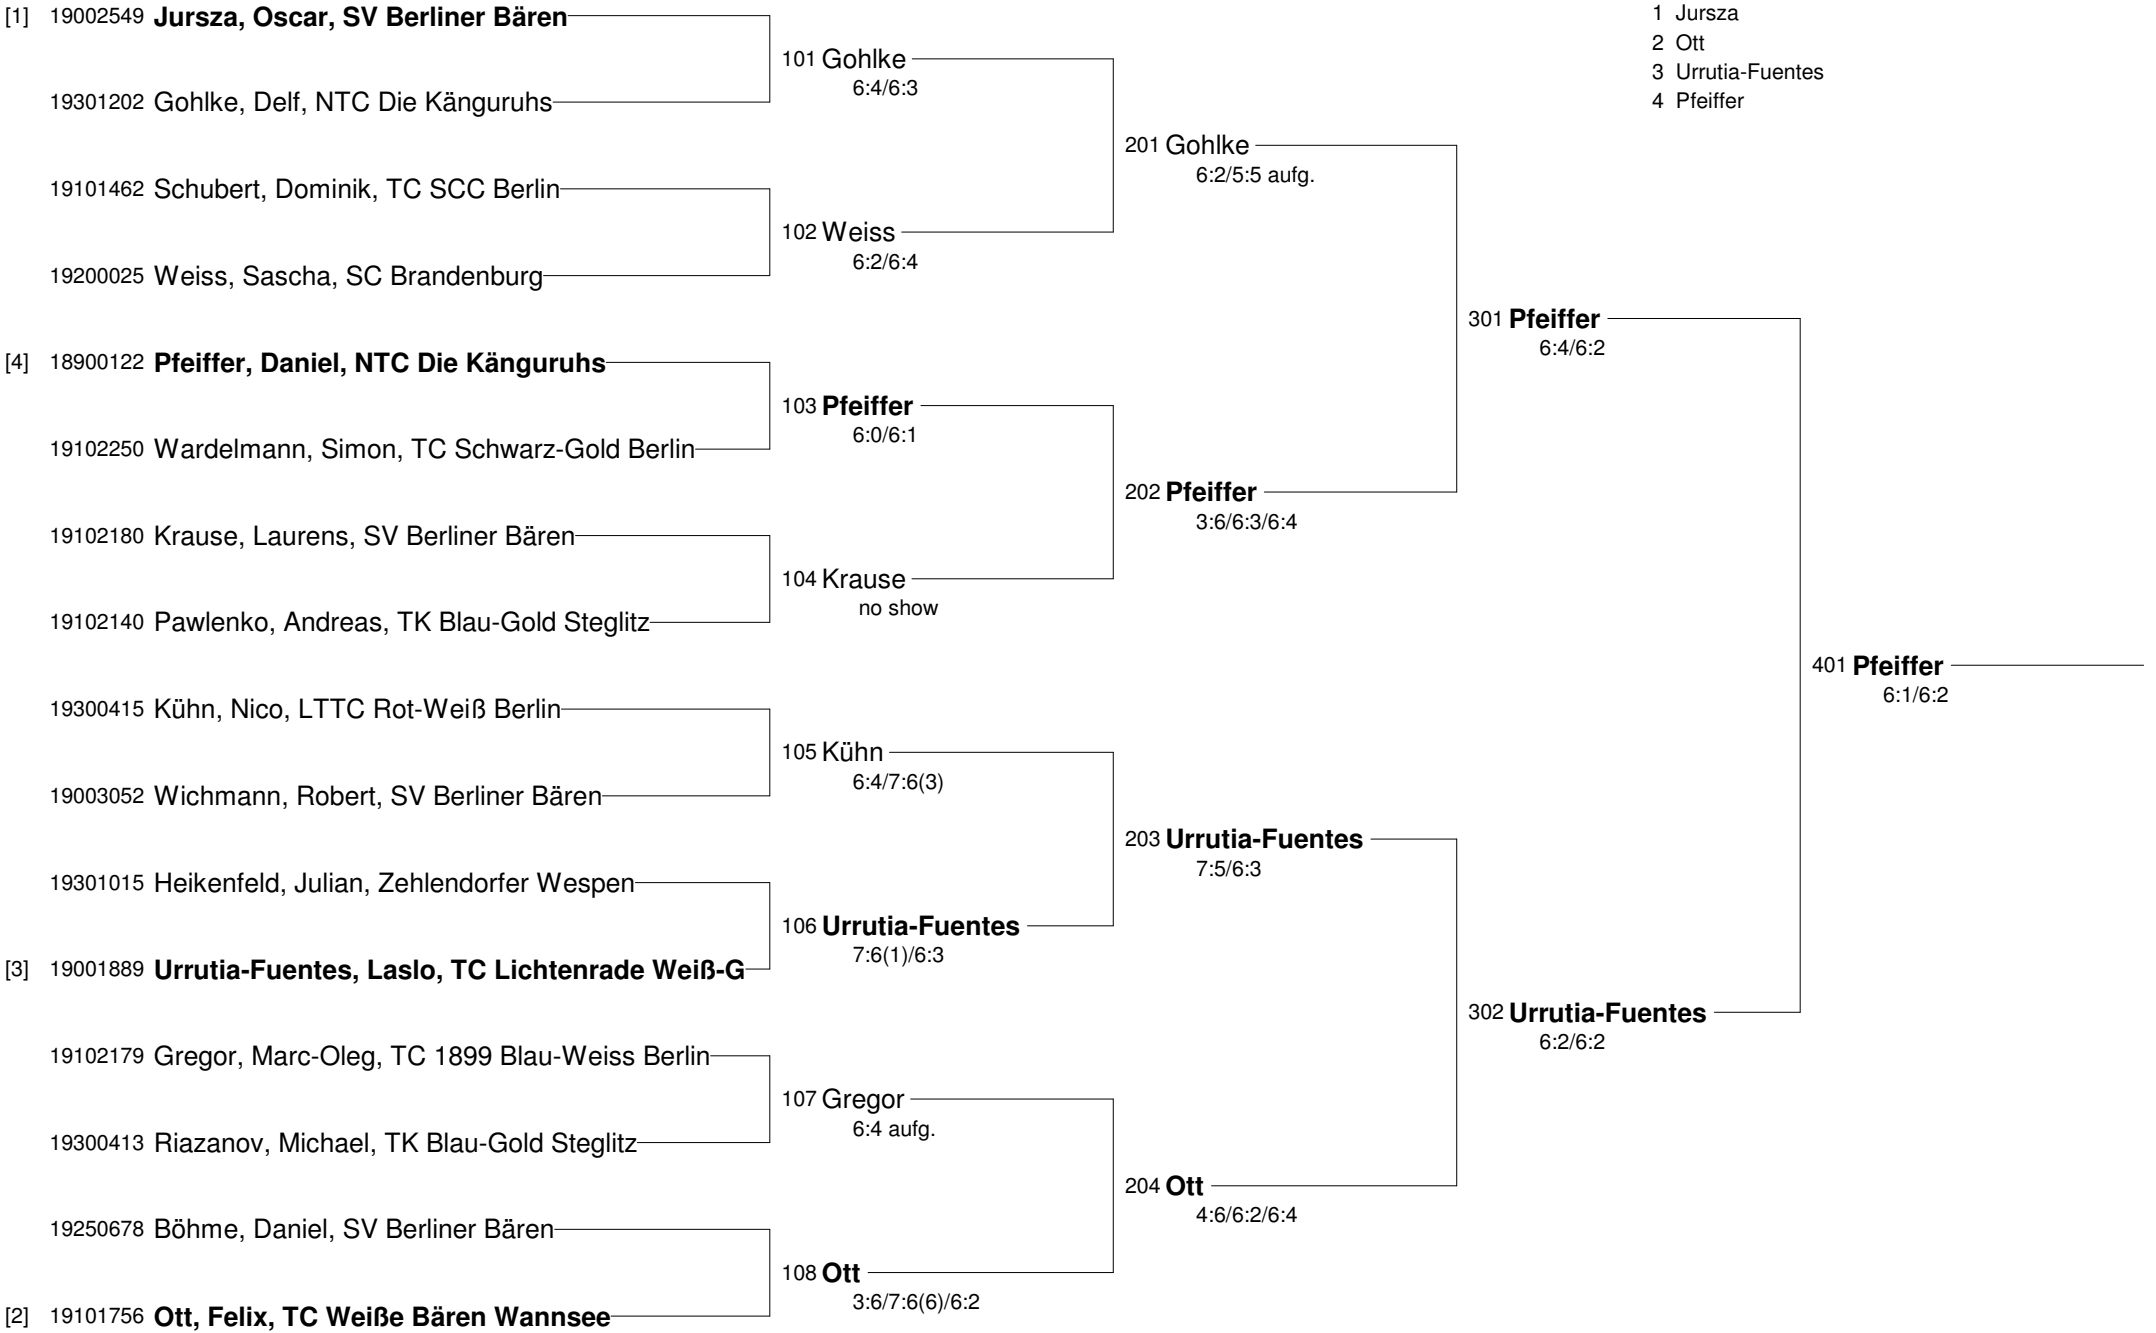 [1] 19002549 Jursza, Oscar, SV Berliner Bären
19301202 Gohlke, Delf, NTC Die Känguruhs
19101462 Schubert, Dominik, TC SCC Berlin
19200025 Weiss, Sascha, SC Brandenburg
[4] 18900122 Pfeiffer, Daniel, NTC Die Känguruhs
19102250 Wardelmann, Simon, TC Schwarz-Gold Berlin
19102180 Krause, Laurens, SV Berliner Bären
19102140 Pawlenko, Andreas, TK Blau-Gold Steglitz
19300415 Kühn, Nico, LTTC Rot-Weiß Berlin
19003052 Wichmann, Robert, SV Berliner Bären
19301015 Heikenfeld, Julian, Zehlendorfer Wespen
[3] 19001889 Urrutia-Fuentes, Laslo, TC Lichtenrade Weiß-G
19102179 Gregor, Marc-Oleg, TC 1899 Blau-Weiss Berlin
19300413 Riazanov, Michael, TK Blau-Gold Steglitz
19250678 Böhme, Daniel, SV Berliner Bären
[2] 19101756 Ott, Felix, TC Weiße Bären Wannsee
101 Gohlke
6:4/6:3
102 Weiss
6:2/6:4
103 Pfeiffer
6:0/6:1
104 Krause
no show
105 Kühn
6:4/7:6(3)
106 Urrutia-Fuentes
7:6(1)/6:3
107 Gregor
6:4 aufg.
108 Ott
3:6/7:6(6)/6:2
201 Gohlke
6:2/5:5 aufg.
202 Pfeiffer
3:6/6:3/6:4
203 Urrutia-Fuentes
7:5/6:3
204 Ott
4:6/6:2/6:4
301 Pfeiffer
6:4/6:2
302 Urrutia-Fuentes
6:2/6:2
401 Pfeiffer
6:1/6:2
1 Jursza
2 Ott
3 Urrutia-Fuentes
4 Pfeiffer